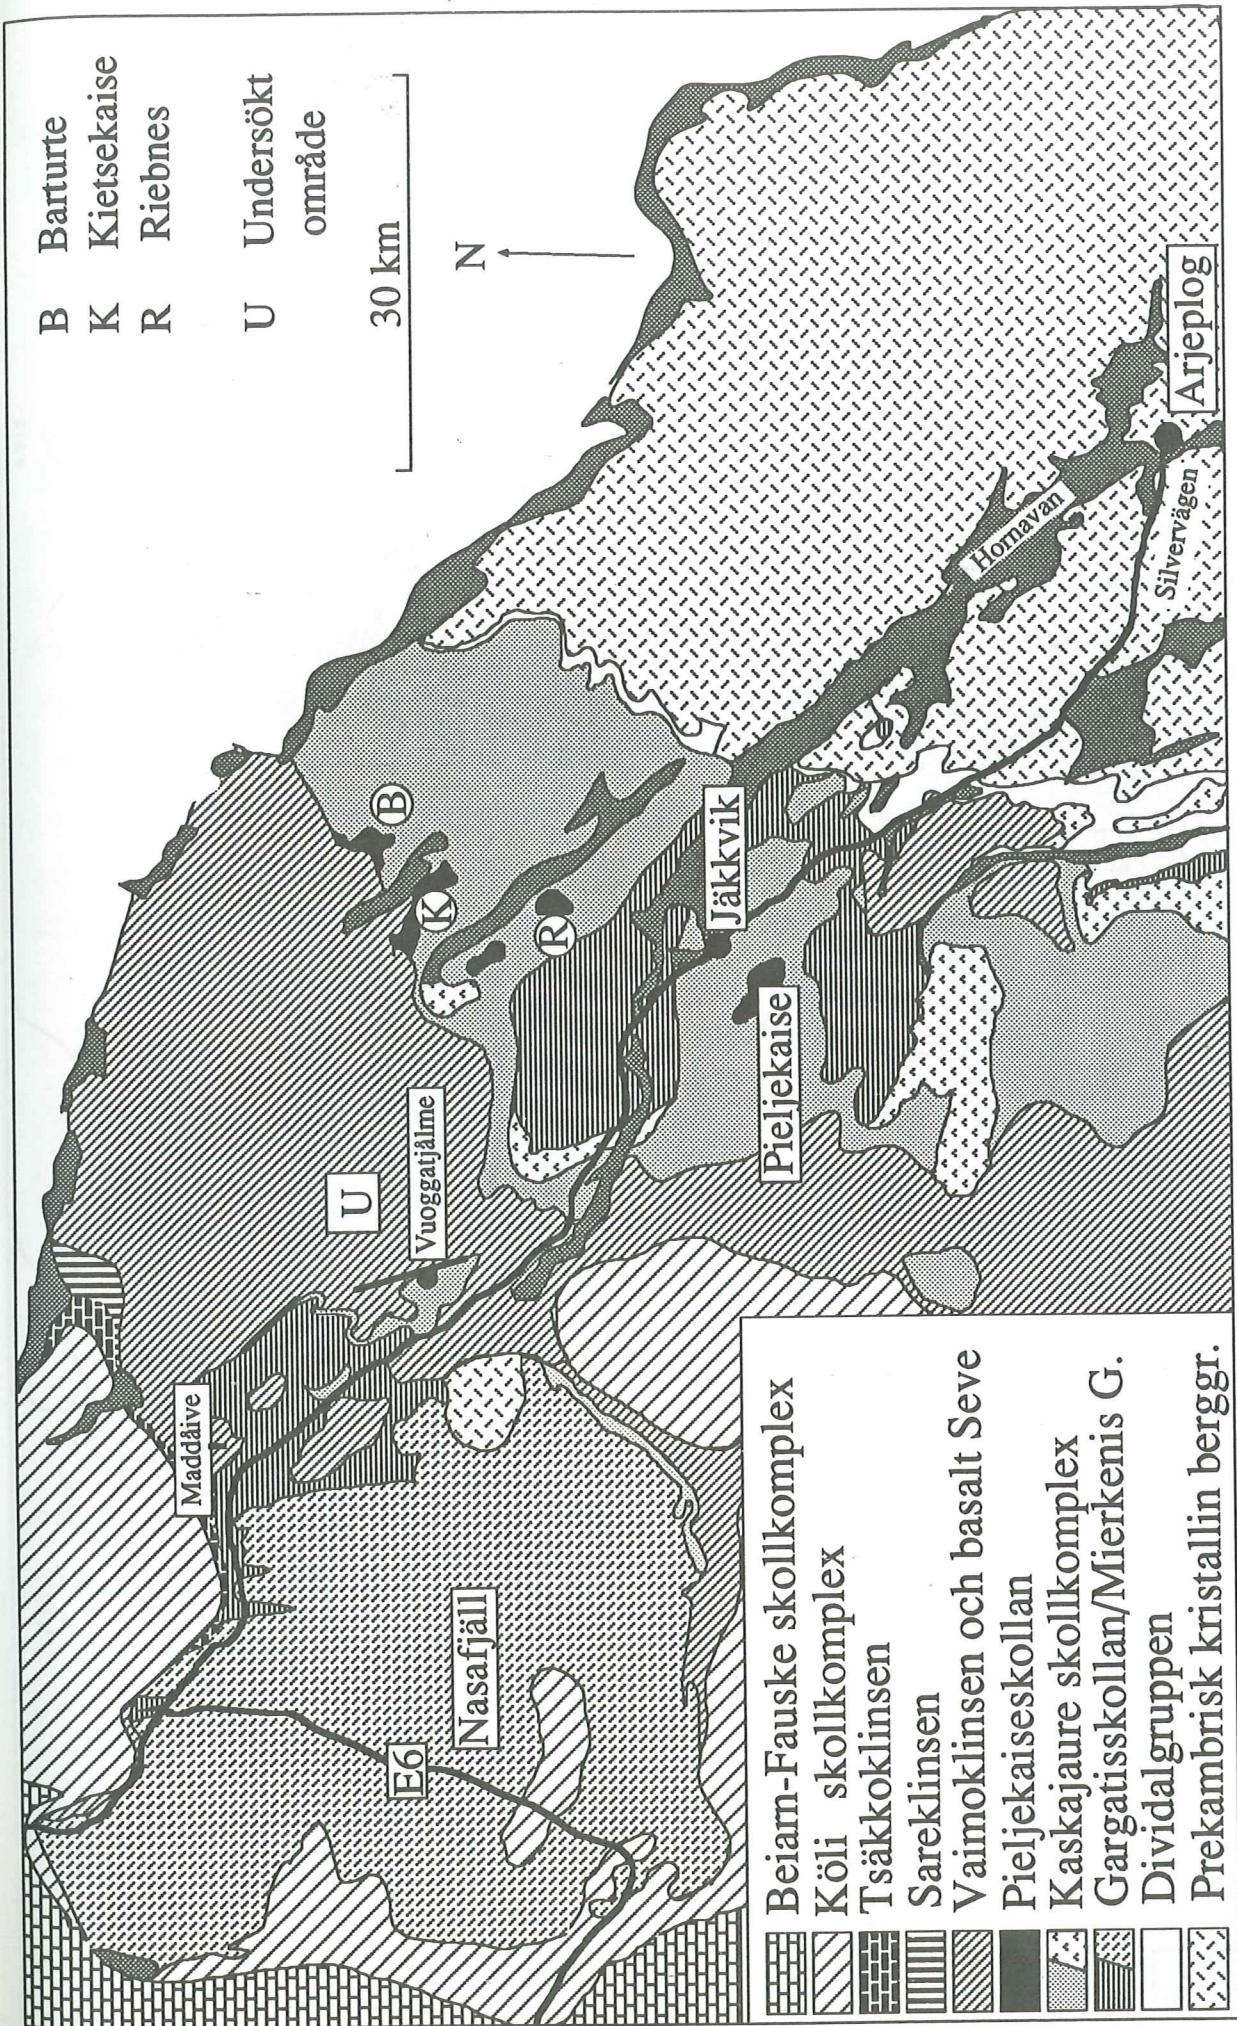 B Barturte
K Kietsekaise
R Riebnes
U Undersökt
område
30 km
N
Maddåive
U
Vuoggatjålme
B
K
R
Nasafjäll
E6
Jäkkvik
Pieljekaise
Hornavan
Silvervägen
Arjeplog
Beiarn-Fauske skollkomplex
Köli skollkomplex
Tsäkkoklinsen
Sareklinsen
Vaimoklinsen och basalt Seve
Pieljekaiseskollan
Kaskajaure skollkomplex
Gargatisskollan/Mierkenis G.
Dividalgruppen
Prekambrisk kristallin berggr.